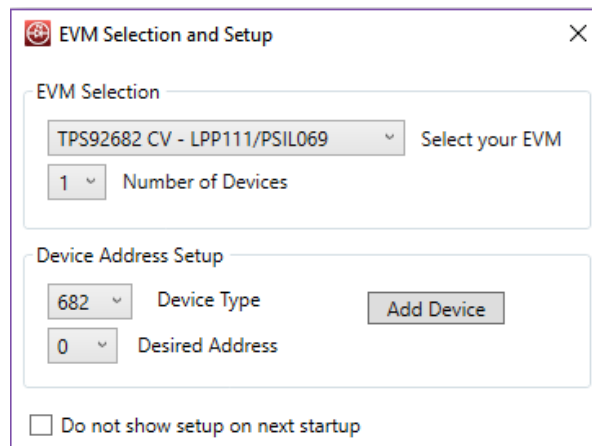 EVM Selection and Setup
EVM Selection
TPS92682 CV - LPP111/PSIL069 Select your EVM
1 Number of Devices
Device Address Setup
682 Device Type
Add Device
0 Desired Address
Do not show setup on next startup